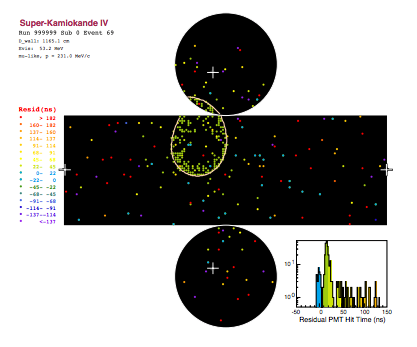 Super-Kamiokande IV
Run 999999 Sub 0 Event 69
D_wall: 1165.1 cm
Evis: 53.2 MeV
mu-like, p = 231.0 MeV/c
Resid(ns)
> 182
160- 182
137- 160
114- 137
91- 114
68- 91
45- 68
22- 45
0- 22
-22- 0
-45- -22
-68- -45
-91- -68
-114- -91
-137--114
<-137
10⁻¹
10⁻²
-50 0 50 100 150
Residual PMT Hit Time (ns)